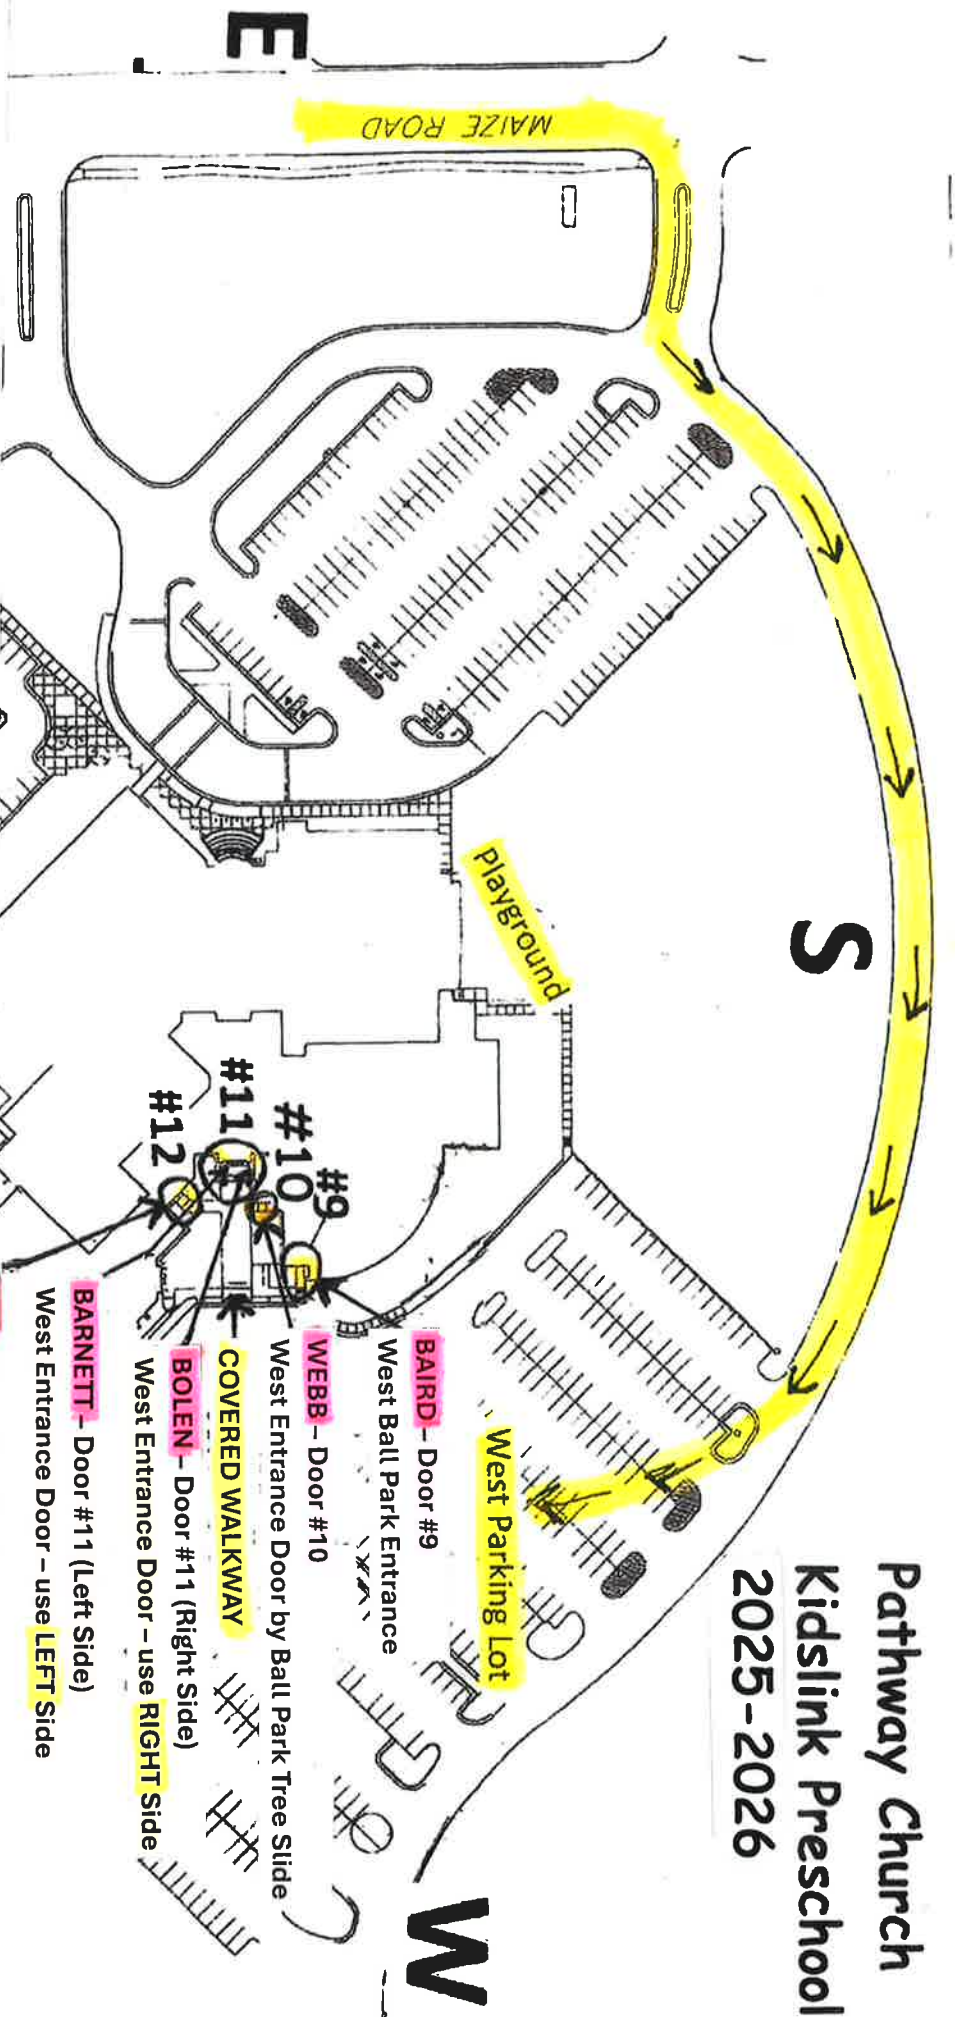 Pathway Church
Kidslink Preschool
2025-2026
E
MAIZE ROAD
S
W
Playground
West Parking Lot
#9
#10
#11
#12
BAIRD – Door #9
West Ball Park Entrance
WEBB – Door #10
West Entrance Door by Ball Park Tree Slide
COVERED WALKWAY
BOLEN – Door #11 (Right Side)
West Entrance Door – use RIGHT Side
BARNETT – Door #11 (Left Side)
West Entrance Door – use LEFT Side